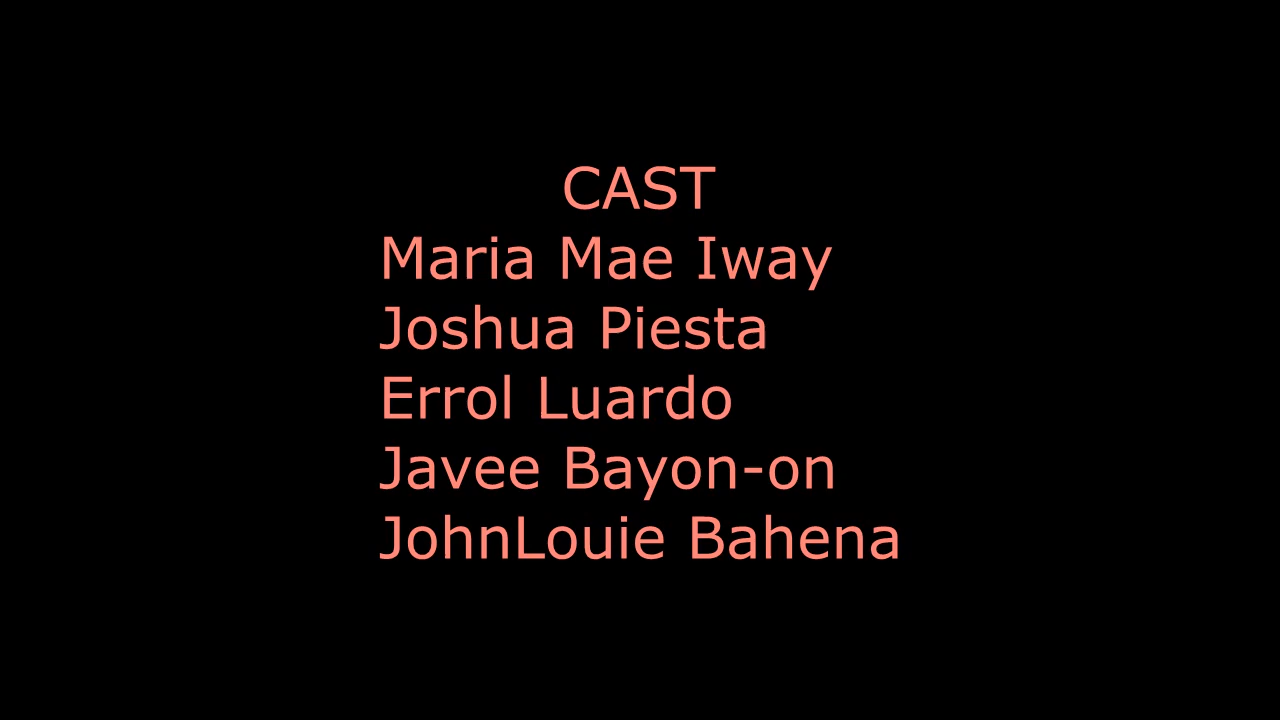 CAST
Maria Mae Iway
Joshua Piesta
Errol Luardo
Javee Bayon-on
JohnLouie Bahena